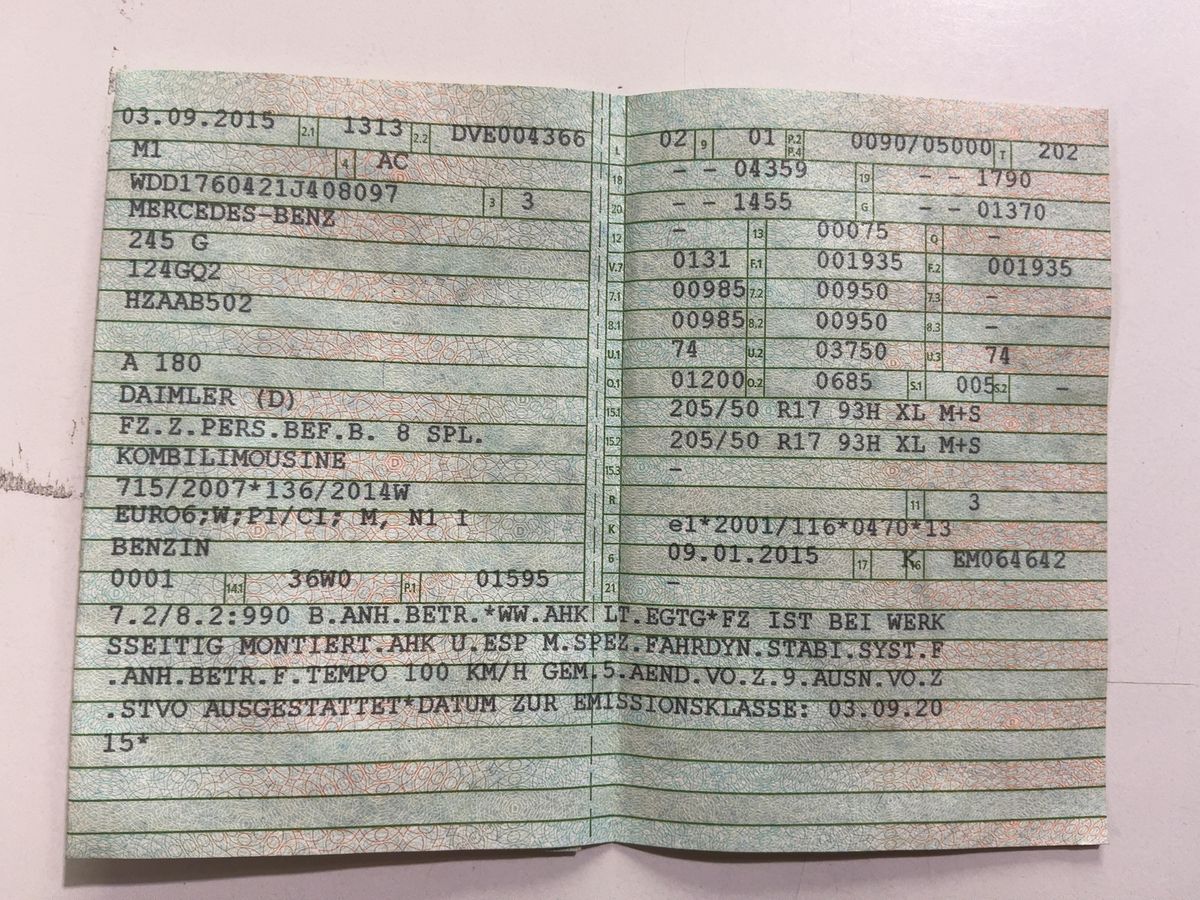 03.09.2015 2.1 1313 2.2 DVE004366
M1 4 AC
WDD1760421J408097 3 3
MERCEDES-BENZ
245 G
124GQ2
HZAAB502
A 180
DAIMLER (D)
FZ.Z.PERS.BEF.B. 8 SPL.
KOMBILIMOUSINE
715/2007*136/2014W
EURO6;W;PI/CI; M, N1 I
BENZIN
0001 14.1 36W0 P.1 01595
L 02 9 01 P.2 P.4 0090/05000 T 202
18 - - 04359 19 - - 1790
20 - - 1455 G - - 01370
12 - 13 00075 Q -
V.7 0131 F.1 001935 F.2 001935
7.1 00985 7.2 00950 7.3 -
8.1 00985 8.2 00950 8.3 -
U.1 74 U.2 03750 U.3 74
O.1 01200 O.2 0685 S.1 005 S.2 -
15.1 205/50 R17 93H XL M+S
15.2 205/50 R17 93H XL M+S
15.3 -
R 11 3
K e1*2001/116*0470*13
6 09.01.2015 17 K 16 EM064642
21 -
7.2/8.2:990 B.ANH.BETR.*WW.AHK LT.EGTG*FZ IST BEI WERK
SSEITIG MONTIERT.AHK U.ESP M.SPEZ.FAHRDYN.STABI.SYST.F
.ANH.BETR.F.TEMPO 100 KM/H GEM.5.AEND.VO.Z.9.AUSN.VO.Z
.STVO AUSGESTATTET*DATUM ZUR EMISSIONSKLASSE: 03.09.20
15*